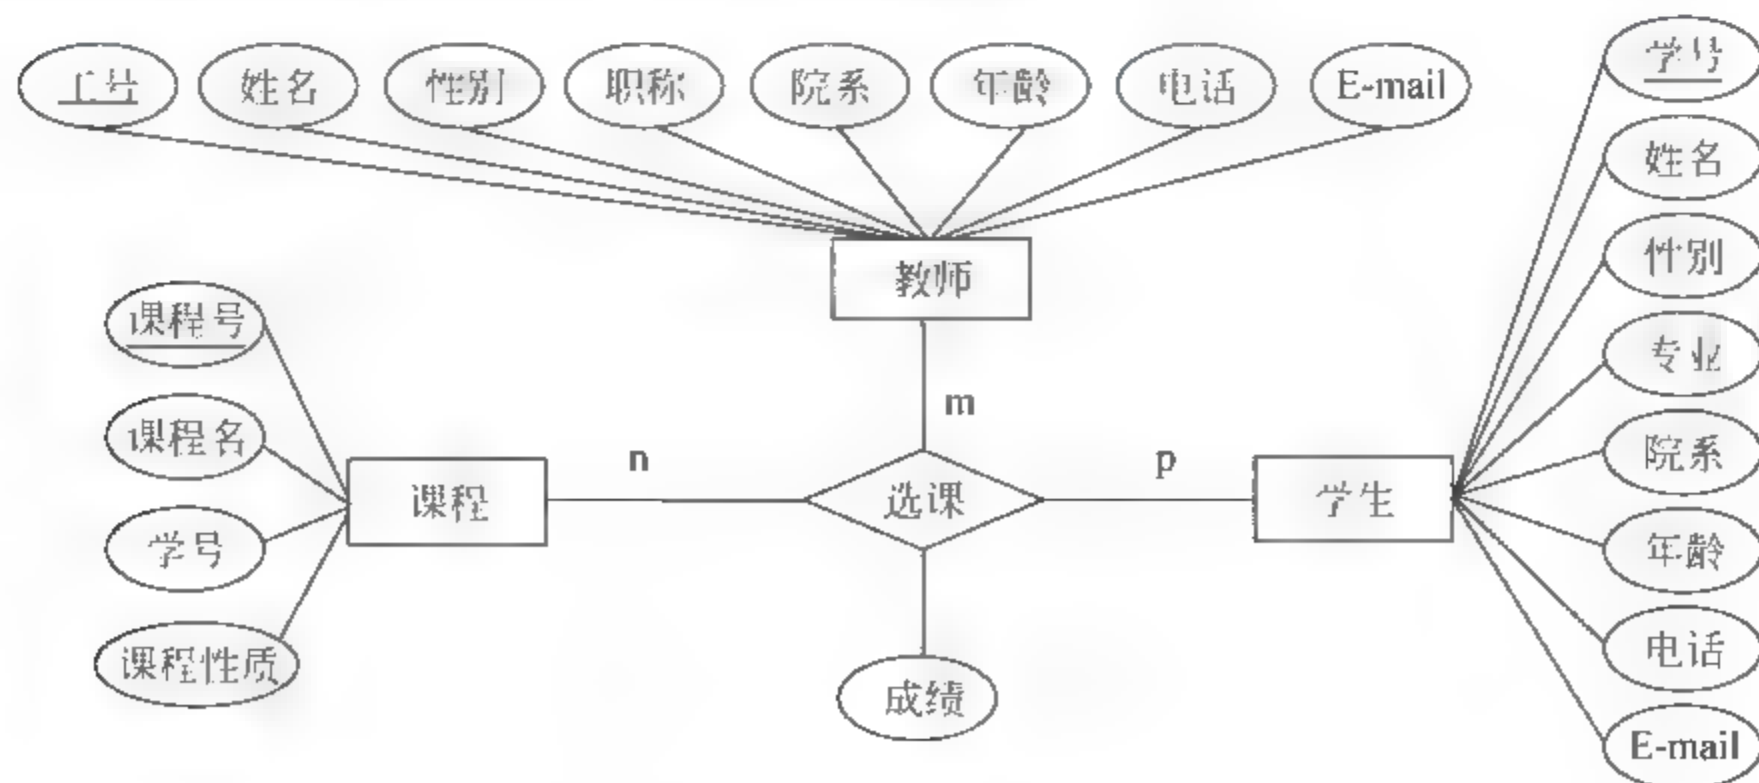 工号 姓名 性别 职称 院系 年龄 电话 E-mail
教师
课程号
课程名
学号
课程性质
课程
n
m
选课
p
成绩
学生
学号
姓名
性别
专业
院系
年龄
电话
E-mail